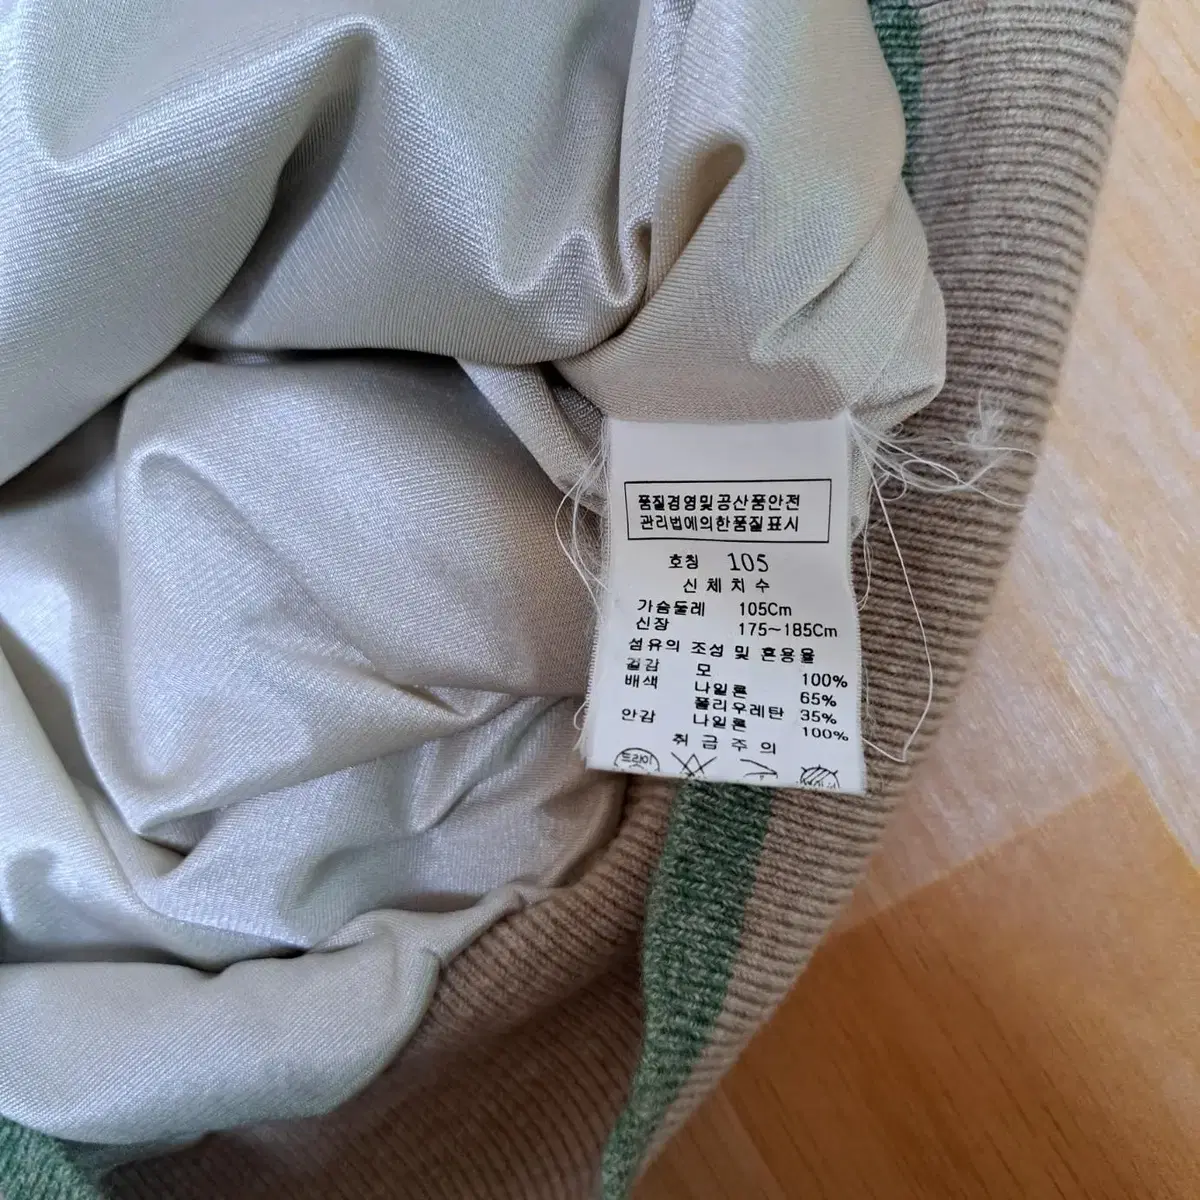 품질경영및공산품안전
관리법에의한품질표시
호칭 105
신체치수
가슴둘레 105Cm
신장 175~185Cm
섬유의 조성 및 혼용율
겉감 모 100%
배색 나일론 65%
폴리우레탄 35%
안감 나일론 100%
취급주의
드라이